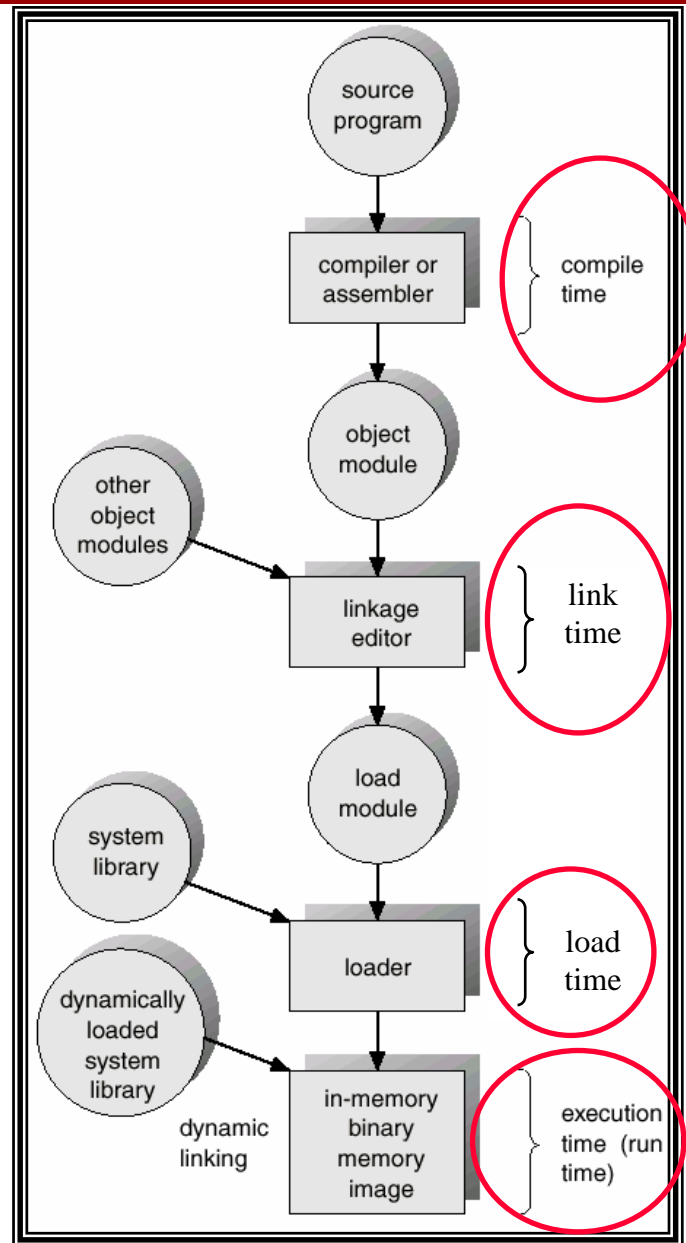 source
program
compiler or
assembler
compile
time
object
module
other
object
modules
linkage
editor
link
time
load
module
system
library
loader
load
time
dynamically
loaded
system
library
dynamic
linking
in-memory
binary
memory
image
execution
time (run
time)